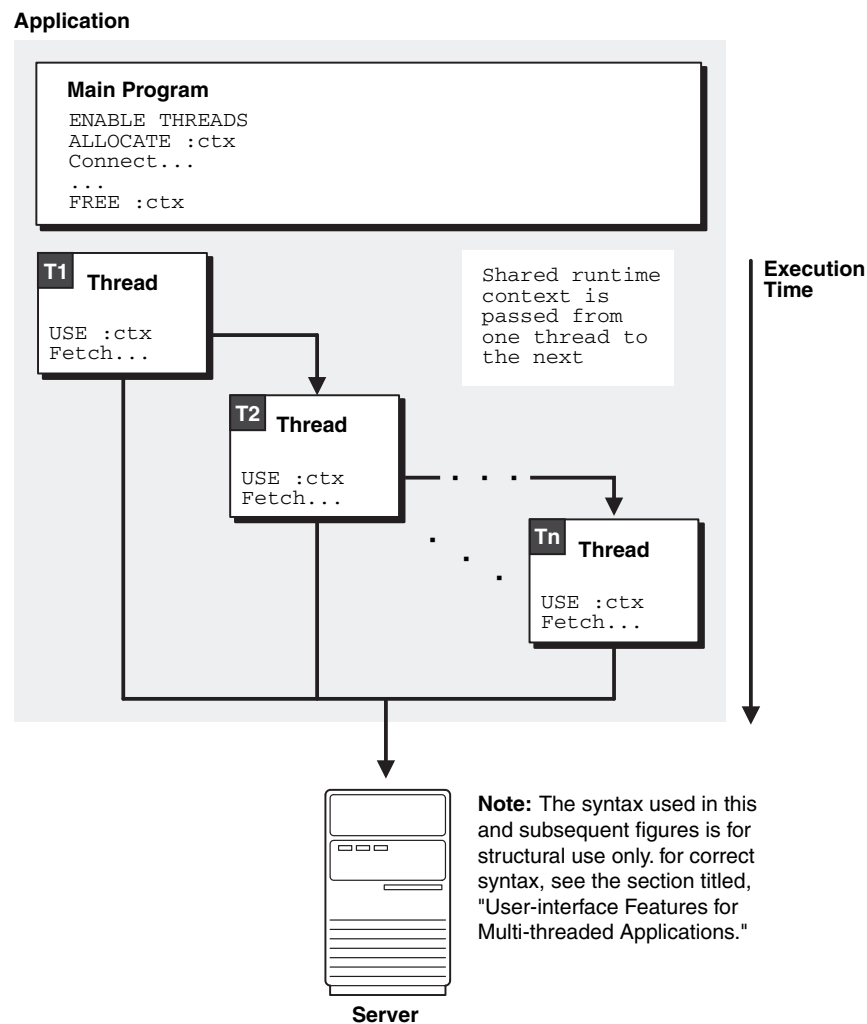 Application
Main Program
ENABLE THREADS
ALLOCATE :ctx
Connect...
...
FREE :ctx
T1
Thread
USE :ctx
Fetch...
Shared runtime
context is
passed from
one thread to
the next
Execution
Time
T2
Thread
USE :ctx
Fetch...
Tn
Thread
USE :ctx
Fetch...
Note: The syntax used in this
and subsequent figures is for
structural use only. for correct
syntax, see the section titled,
"User-interface Features for
Multi-threaded Applications."
Server